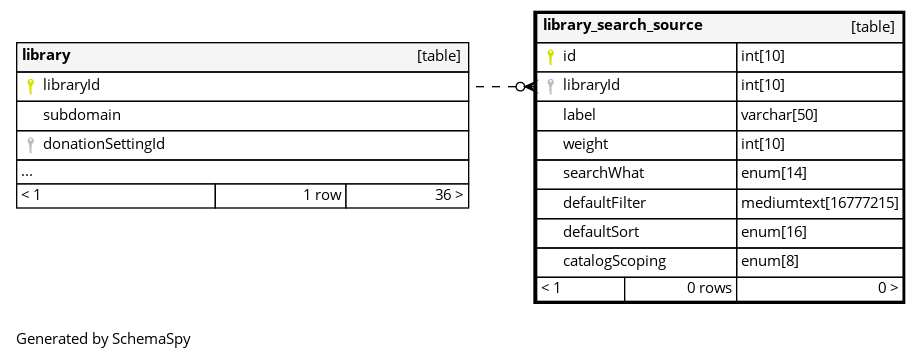 library [table]
libraryId
subdomain
donationSettingId
...
< 1 1 row 36 >
library_search_source [table]
id int[10]
libraryId int[10]
label varchar[50]
weight int[10]
searchWhat enum[14]
defaultFilter mediumtext[16777215]
defaultSort enum[16]
catalogScoping enum[8]
< 1 0 rows 0 >
Generated by SchemaSpy